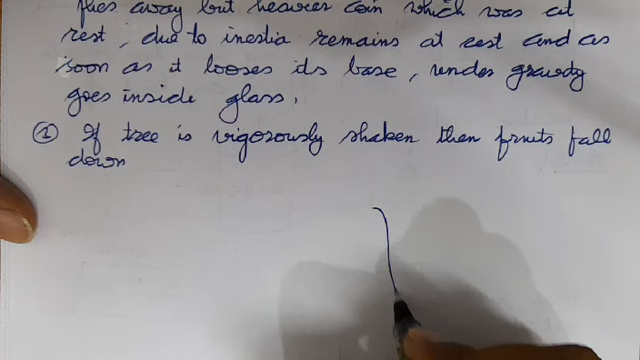 flies away but heavier coin which was at
rest, due to inertia remains at rest and as
soon as it looses its base, under gravity
goes inside glass.
① If tree is vigorously shaken then fruits fall
down